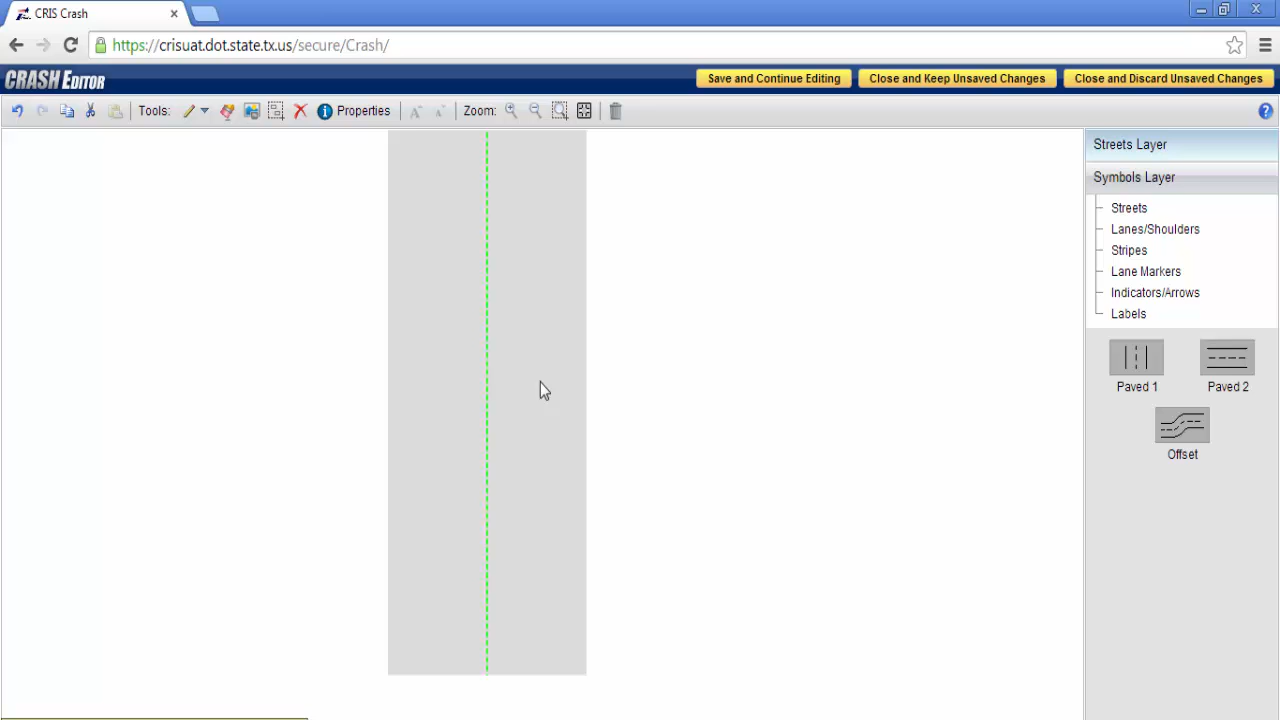 CRIS Crash
https://crisuat.dot.state.tx.us/secure/Crash/
CRASH EDITOR
Save and Continue Editing
Close and Keep Unsaved Changes
Close and Discard Unsaved Changes
Tools:
Properties
A
A
Zoom:
Streets Layer
Symbols Layer
Streets
Lanes/Shoulders
Stripes
Lane Markers
Indicators/Arrows
Labels
Paved 1
Paved 2
Offset